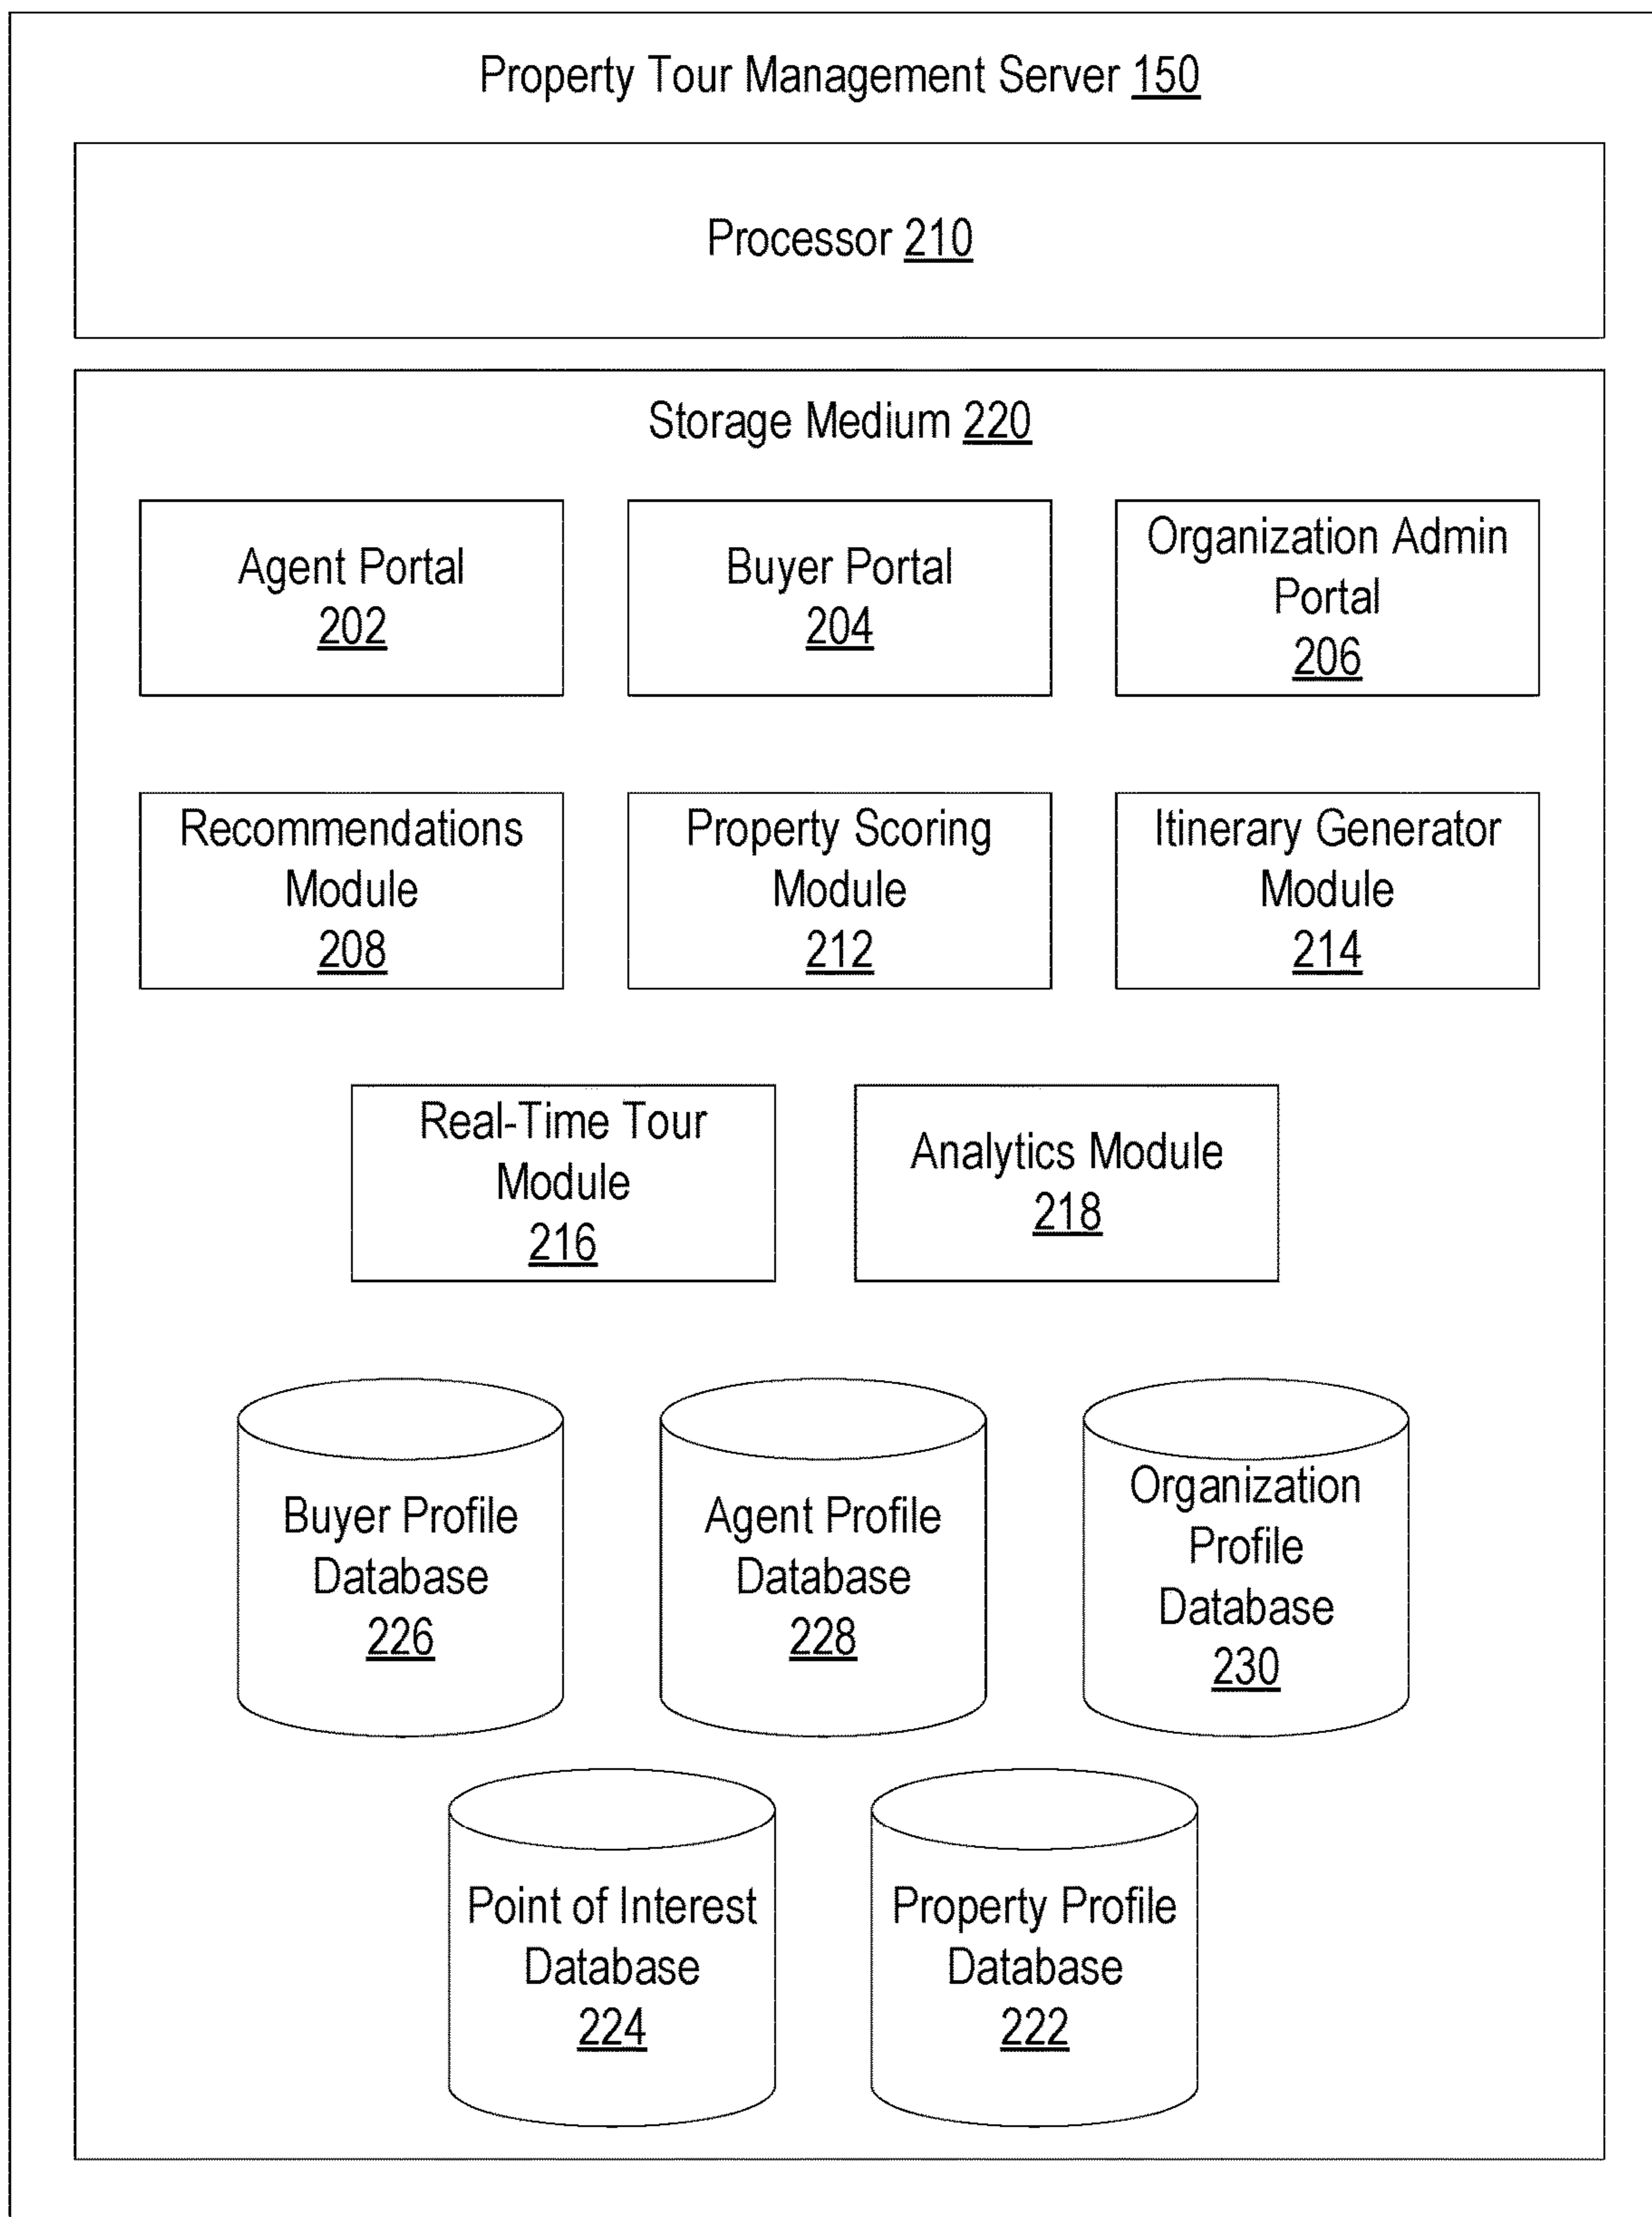 Property Tour Management Server 150
Processor 210
Storage Medium 220
Agent Portal
202
Buyer Portal
204
Organization Admin
Portal
206
Recommendations
Module
208
Property Scoring
Module
212
Itinerary Generator
Module
214
Real-Time Tour
Module
216
Analytics Module
218
Buyer Profile
Database
226
Agent Profile
Database
228
Organization
Profile
Database
230
Point of Interest
Database
224
Property Profile
Database
222